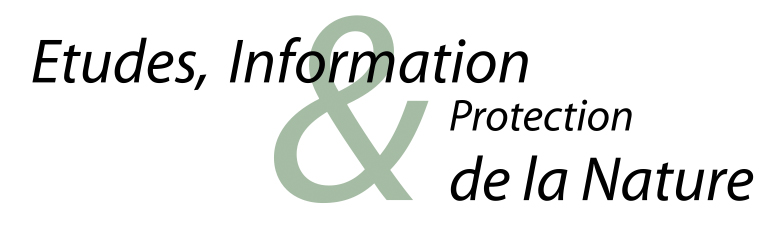 Etudes, Information
&
Protection
de la Nature